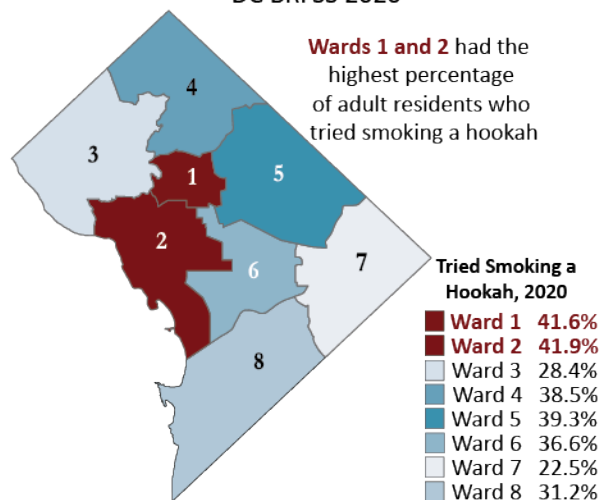 DC BRFSS 2020
Wards 1 and 2 had the
highest percentage
of adult residents who
tried smoking a hookah
4
3
1
5
2
6
7
8
Tried Smoking a
Hookah, 2020
Ward 1 41.6%
Ward 2 41.9%
Ward 3 28.4%
Ward 4 38.5%
Ward 5 39.3%
Ward 6 36.6%
Ward 7 22.5%
Ward 8 31.2%